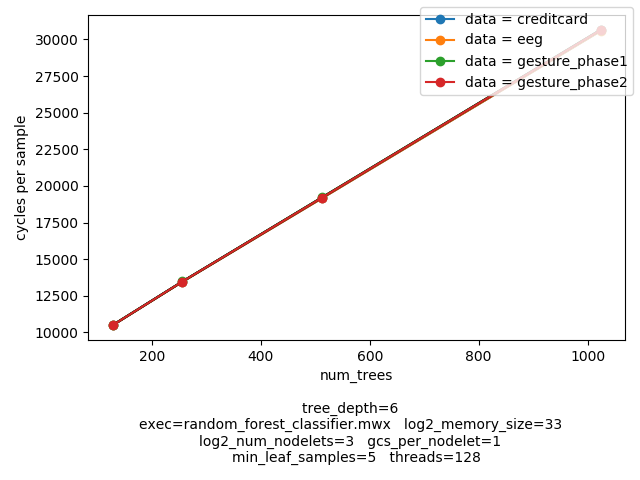 data = creditcard
data = eeg
data = gesture_phase1
data = gesture_phase2
30000
27500
25000
22500
20000
17500
15000
12500
10000
cycles per sample
200 400 600 800 1000
num_trees
tree_depth=6
exec=random_forest_classifier.mwx log2_memory_size=33
log2_num_nodelets=3 gcs_per_nodelet=1
min_leaf_samples=5 threads=128